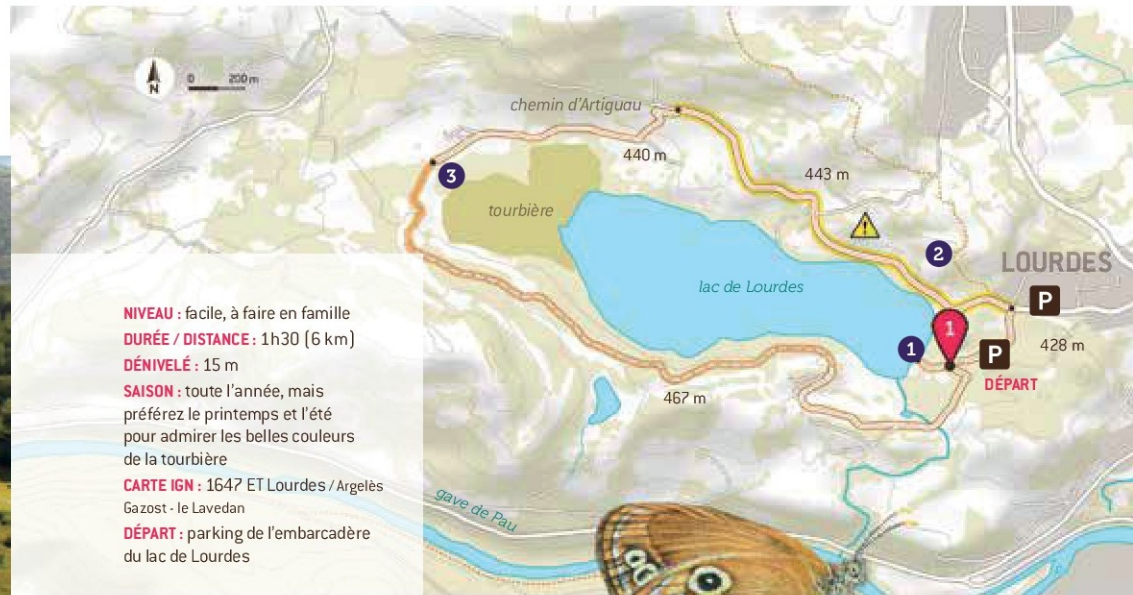 N
0 200 m
chemin d'Artiguau
440 m
443 m
3
tourbière
2
LOURDES
lac de Lourdes
P
1
1
P
428 m
DÉPART
467 m
gave de Pau
NIVEAU : facile, à faire en famille
DURÉE / DISTANCE : 1h30 (6 km)
DÉNIVELÉ : 15 m
SAISON : toute l'année, mais
préférez le printemps et l'été
pour admirer les belles couleurs
de la tourbière
CARTE IGN : 1647 ET Lourdes / Argelès
Gazost - le Lavedan
DÉPART : parking de l'embarcadère
du lac de Lourdes